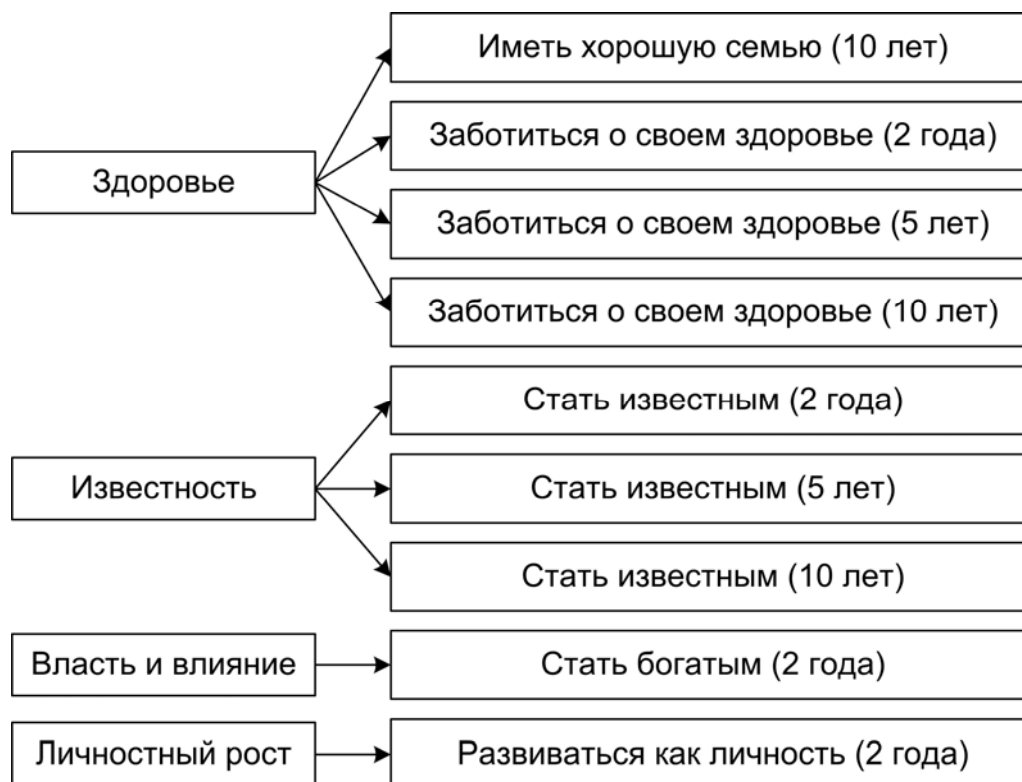 Здоровье
Иметь хорошую семью (10 лет)
Заботиться о своем здоровье (2 года)
Заботиться о своем здоровье (5 лет)
Заботиться о своем здоровье (10 лет)
Известность
Стать известным (2 года)
Стать известным (5 лет)
Стать известным (10 лет)
Власть и влияние
Стать богатым (2 года)
Личностный рост
Развиваться как личность (2 года)